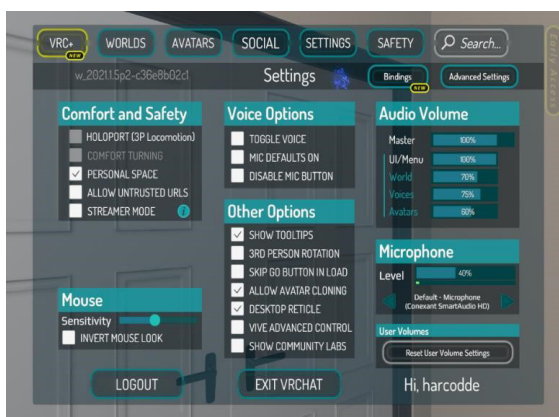 VRC+
NEW
WORLDS
AVATARS
SOCIAL
SETTINGS
SAFETY
Search...
Early Access
w_2021.1.5p2-c36e8b02c1
Settings
Bindings
NEW
Advanced Settings
Comfort and Safety
HOLOPORT (3P Locomotion)
COMFORT TURNING
PERSONAL SPACE
ALLOW UNTRUSTED URLS
STREAMER MODE
i
Mouse
Sensitivity
INVERT MOUSE LOOK
Voice Options
TOGGLE VOICE
MIC DEFAULTS ON
DISABLE MIC BUTTON
Other Options
SHOW TOOLTIPS
3RD PERSON ROTATION
SKIP GO BUTTON IN LOAD
ALLOW AVATAR CLONING
DESKTOP RETICLE
VIVE ADVANCED CONTROL
SHOW COMMUNITY LABS
Audio Volume
Master 100%
UI/Menu 100%
World 70%
Voices 75%
Avatars 60%
Microphone
Level 40%
Default - Microphone
(Conexant SmartAudio HD)
User Volumes
Reset User Volume Settings
LOGOUT
EXIT VRCHAT
Hi, harcodde